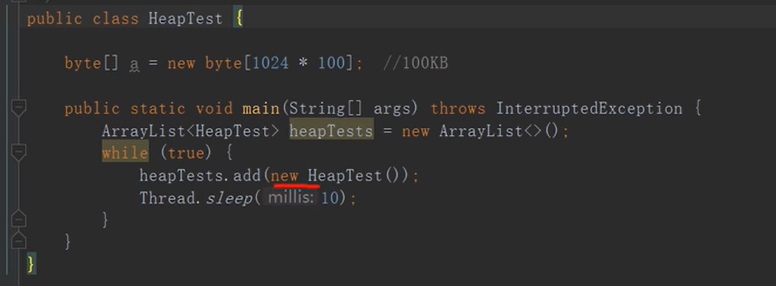 public class HeapTest {
byte[] a = new byte[1024 * 100];  //100KB
public static void main(String[] args) throws InterruptedException {
ArrayList<HeapTest> heapTests = new ArrayList<>();
while (true) {
heapTests.add(new HeapTest());
Thread.sleep( millis: 10);
}
}
}